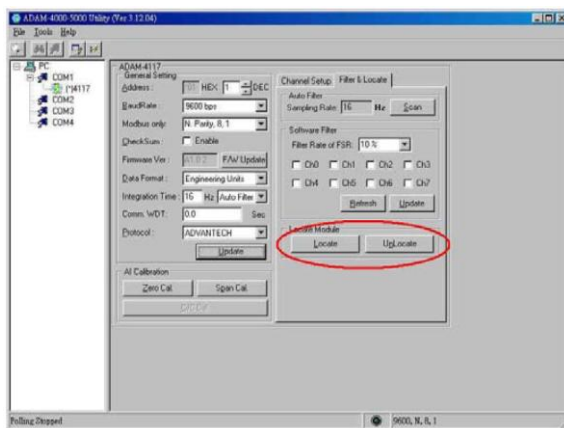 ADAM-4000-5000 Utility (Ver 3.12.04)
File Tools Help
PC
COM1
(*)4117
COM2
COM3
COM4
ADAM-4117
General Setting
Address: HEX 1 DEC
BaudRate: 9600 bps
Modbus only: N. Parity, 8, 1
CheckSum: Enable
Firmware Ver: A1.0 2 F/W Update
Data Format: Engineering Units
Integration Time: 16 Hz Auto Filter
Comm. WDT: 0.0 Sec
Protocol: ADVANTECH
Update
AI Calibration
Zero Cal. Span Cal.
Channel Setup Filter & Locate
Auto Filter
Sampling Rate: 16 Hz Scan
Software Filter
Filter Rate of FSR: 10 %
Ch0 Ch1 Ch2 Ch3
Ch4 Ch5 Ch6 Ch7
Refresh Update
Locate Module
Locate UnLocate
Polling Stopped 9600, N, 8, 1